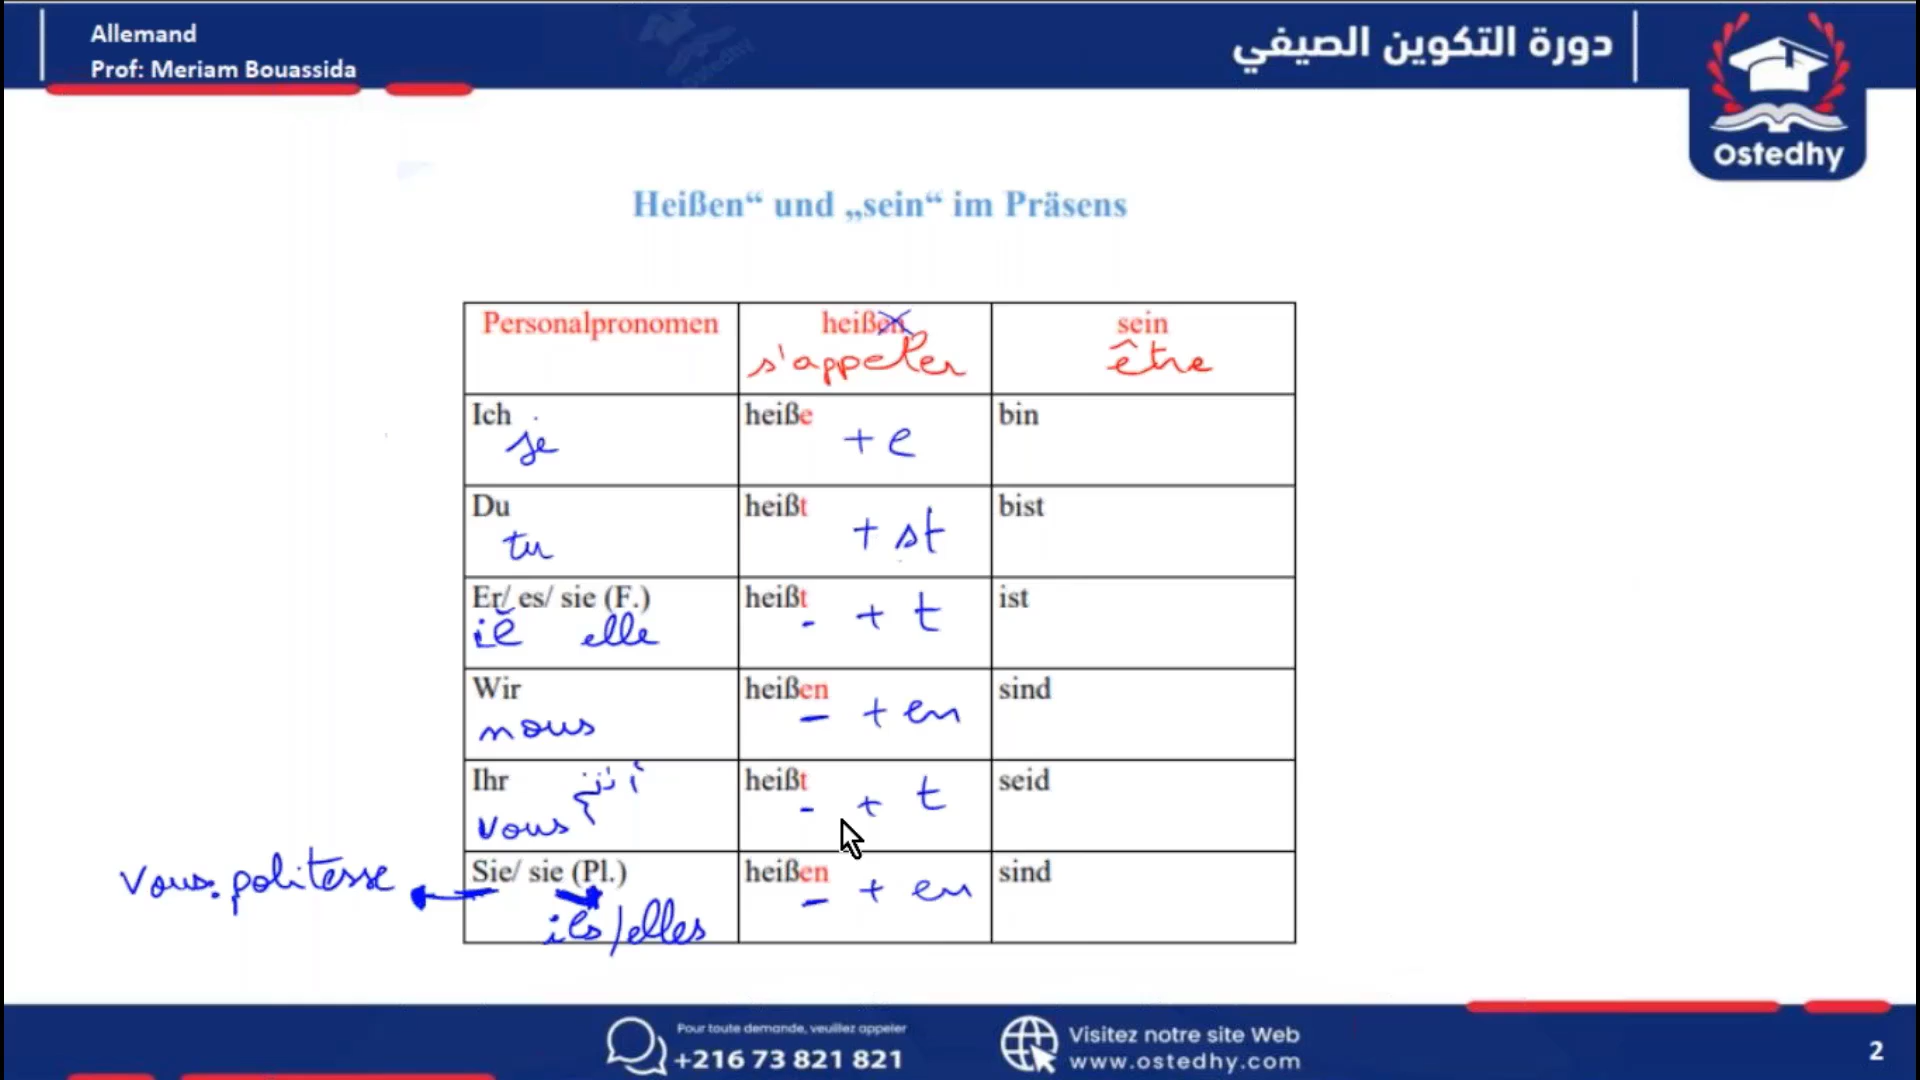 Allemand
Prof: Meriam Bouassida
دورة التكوين الصيفي
Ostedhy
Heißen“ und „sein“ im Präsens
Personalpronomen heißen sein
s'appeler être
Ich heiße bin
je + e
Du heißt bist
tu + st
Er/ es/ sie (F.) heißt ist
il elle + t
Wir heißen sind
nous + en
Ihr heißt seid
vous + t
Sie/ sie (Pl.) heißen sind
vous. politesse + en
ils/elles
Pour toute demande, veuillez appeler
+216 73 821 821
Visitez notre site Web
www.ostedhy.com
2